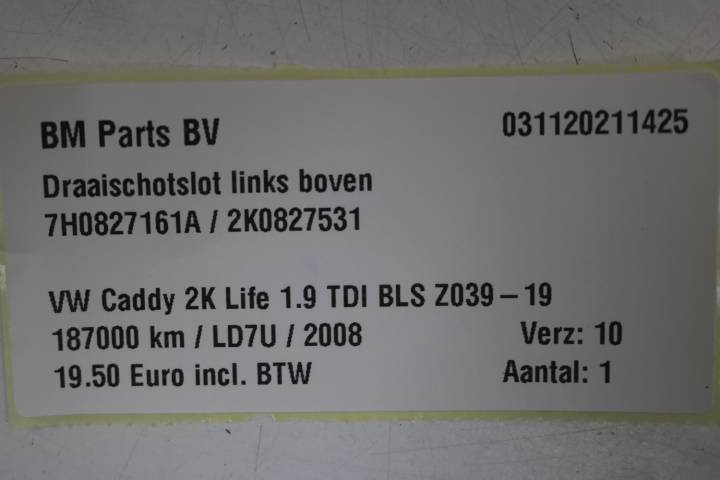 BM Parts BV 031120211425
Draaischotslot links boven
7H0827161A / 2K0827531
VW Caddy 2K Life 1.9 TDI BLS Z039 – 19
187000 km / LD7U / 2008 Verz: 10
19.50 Euro incl. BTW Aantal: 1